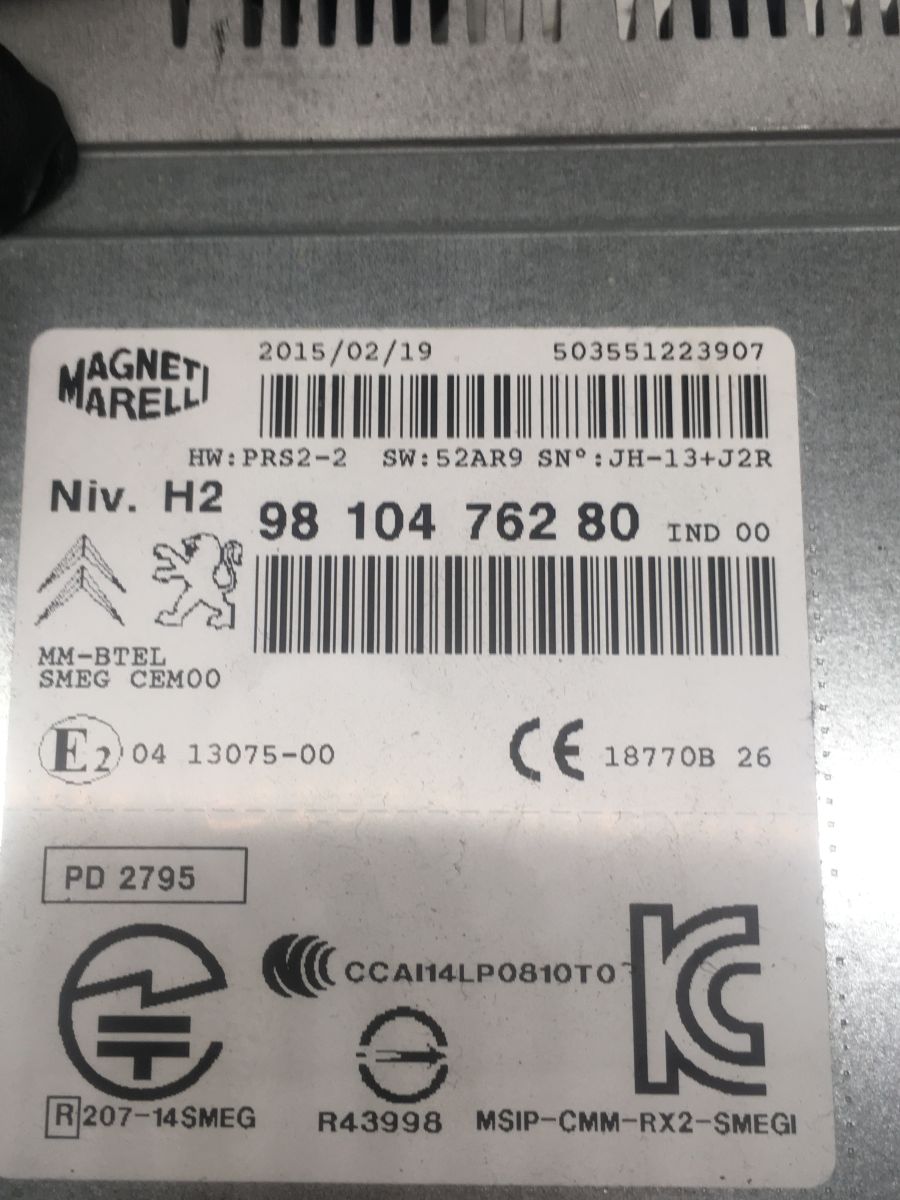 MAGNETI
MARELLI
2015/02/19 503551223907
HW:PRS2-2 SW:52AR9 SN°:JH-13+J2R
Niv. H2
98 104 762 80 IND 00
MM-BTEL
SMEG CEM00
E2 04 13075-00
CE 18770B 26
PD 2795
CCAI14LP0810T0
R 207-14SMEG
R43998
MSIP-CMM-RX2-SMEGI